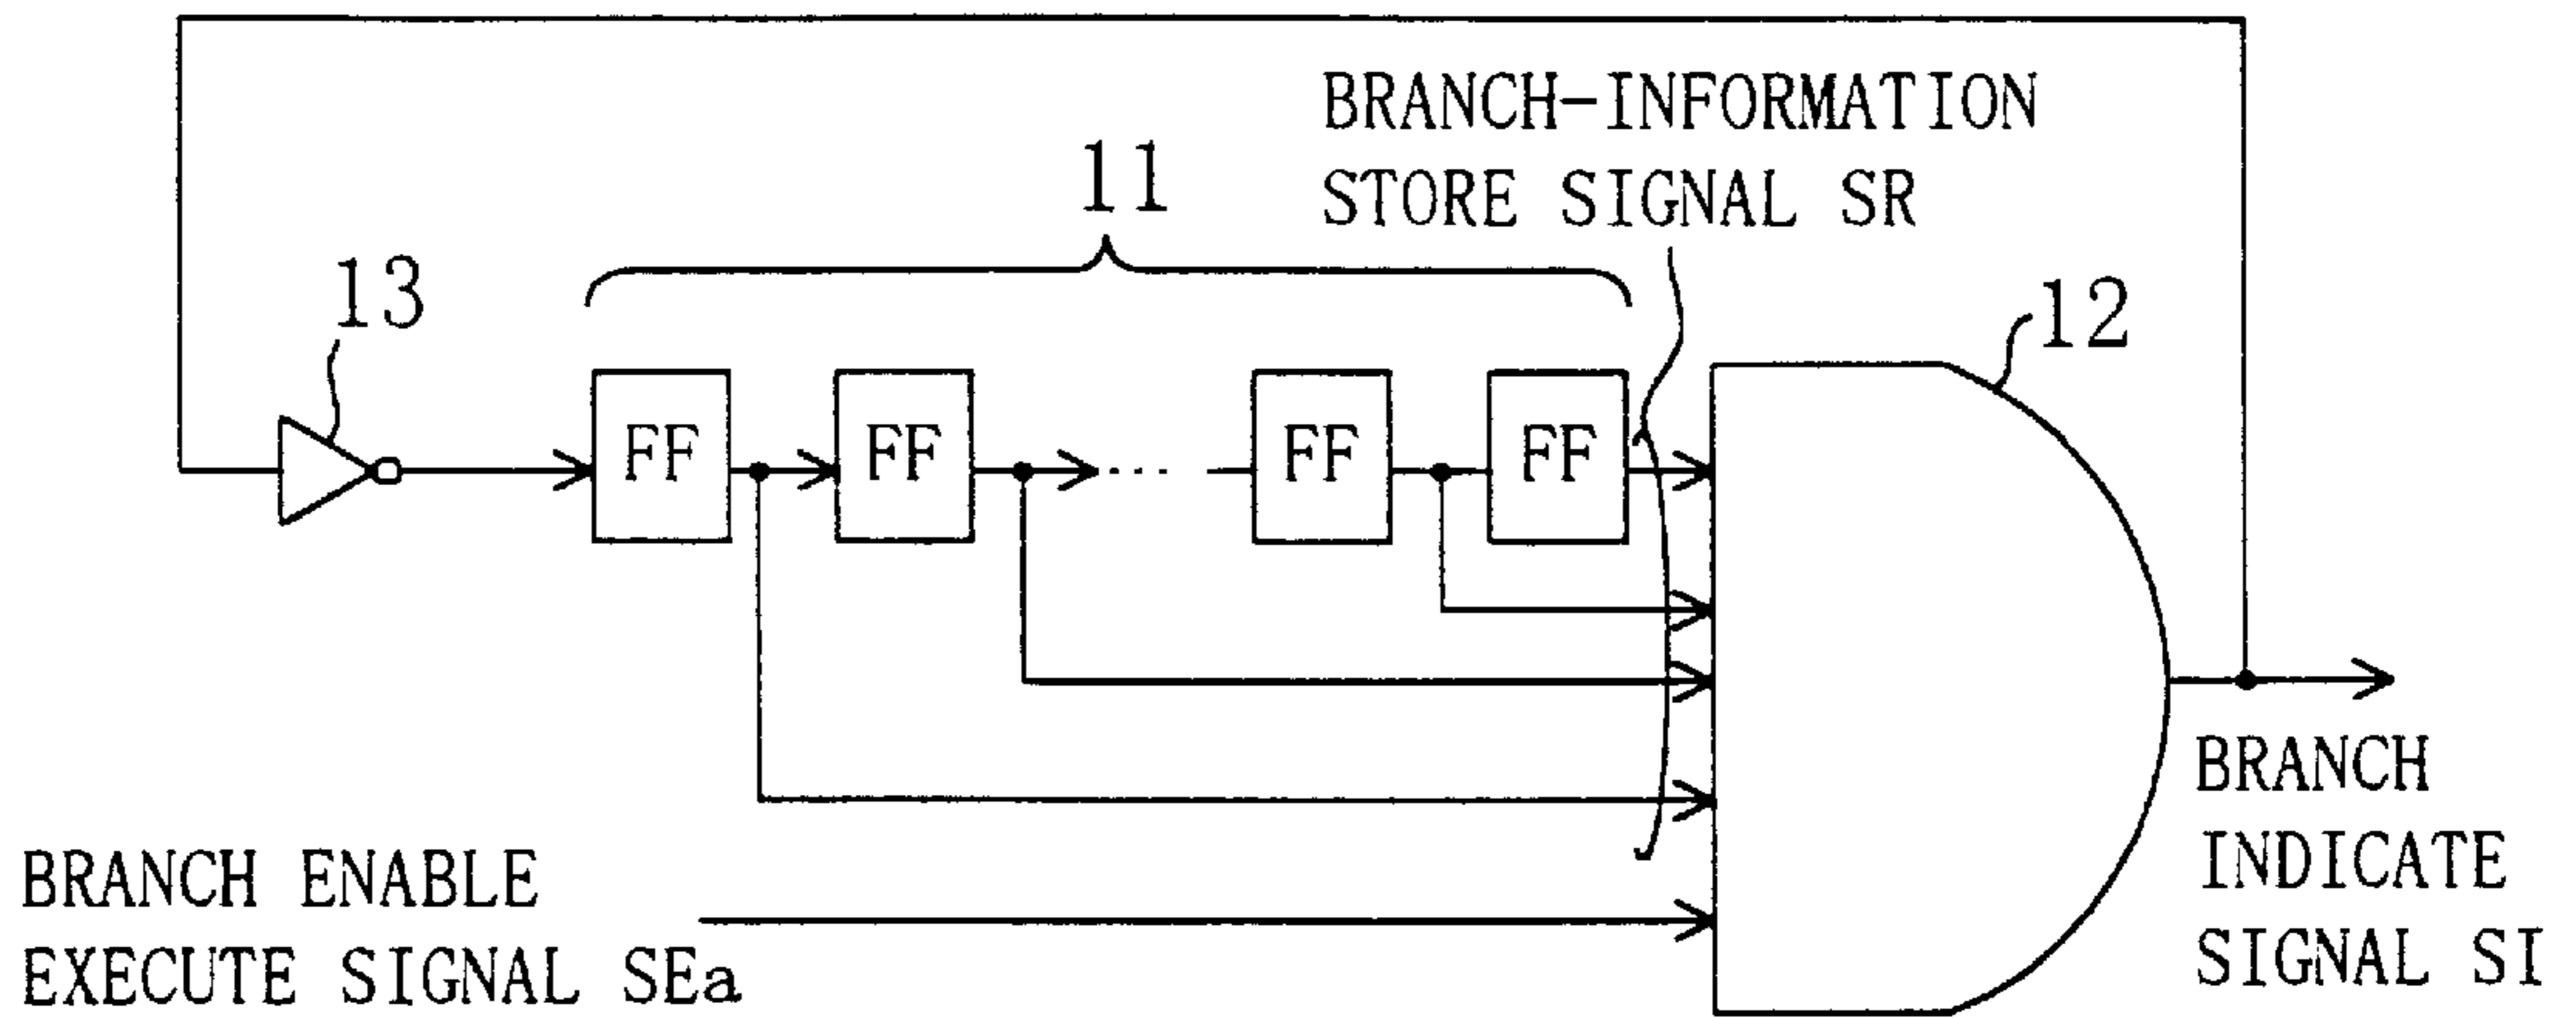 BRANCH-INFORMATION
STORE SIGNAL SR
11
13
12
FF
FF
...
FF
FF
BRANCH
INDICATE
SIGNAL SI
BRANCH ENABLE
EXECUTE SIGNAL SEa